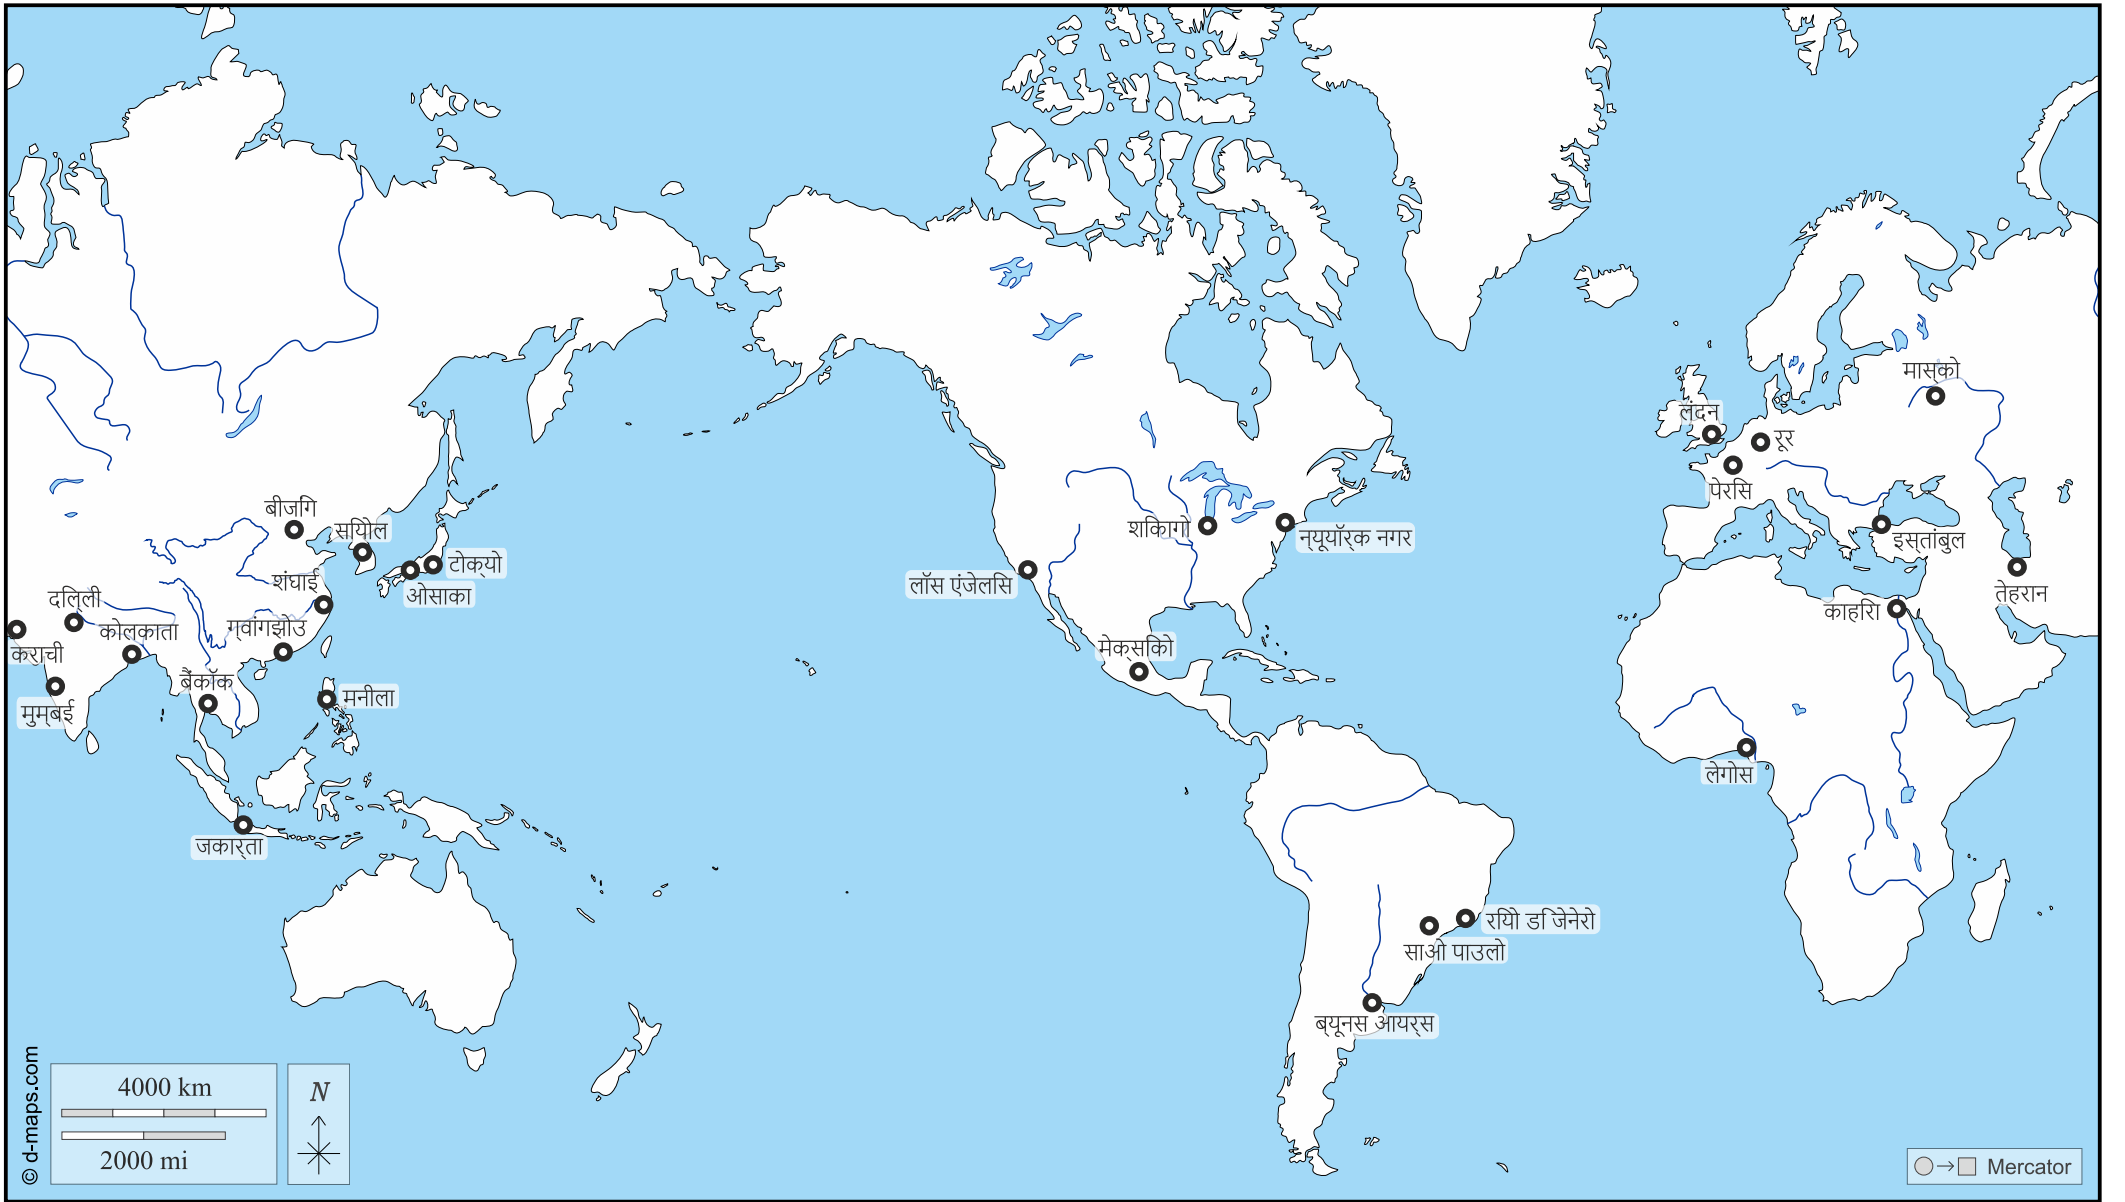 मास्को
लंदन
रूर
पेरिस
बीजिंग
सियोल
शिकागो
न्यूयॉर्क नगर
इस्तांबुल
टोक्यो
शंघाई
लॉस एंजेलिस
ओसाका
तेहरान
दिल्ली
काहिरा
कोलकाता
ग्वांगझोउ
कराची
मेक्सिको
बैंकॉक
मनीला
मुम्बई
लेगोस
जकार्ता
रियो डि जेनेरो
साओ पाउलो
ब्यूनस आयर्स
© d-maps.com
4000 km
2000 mi
N
Mercator